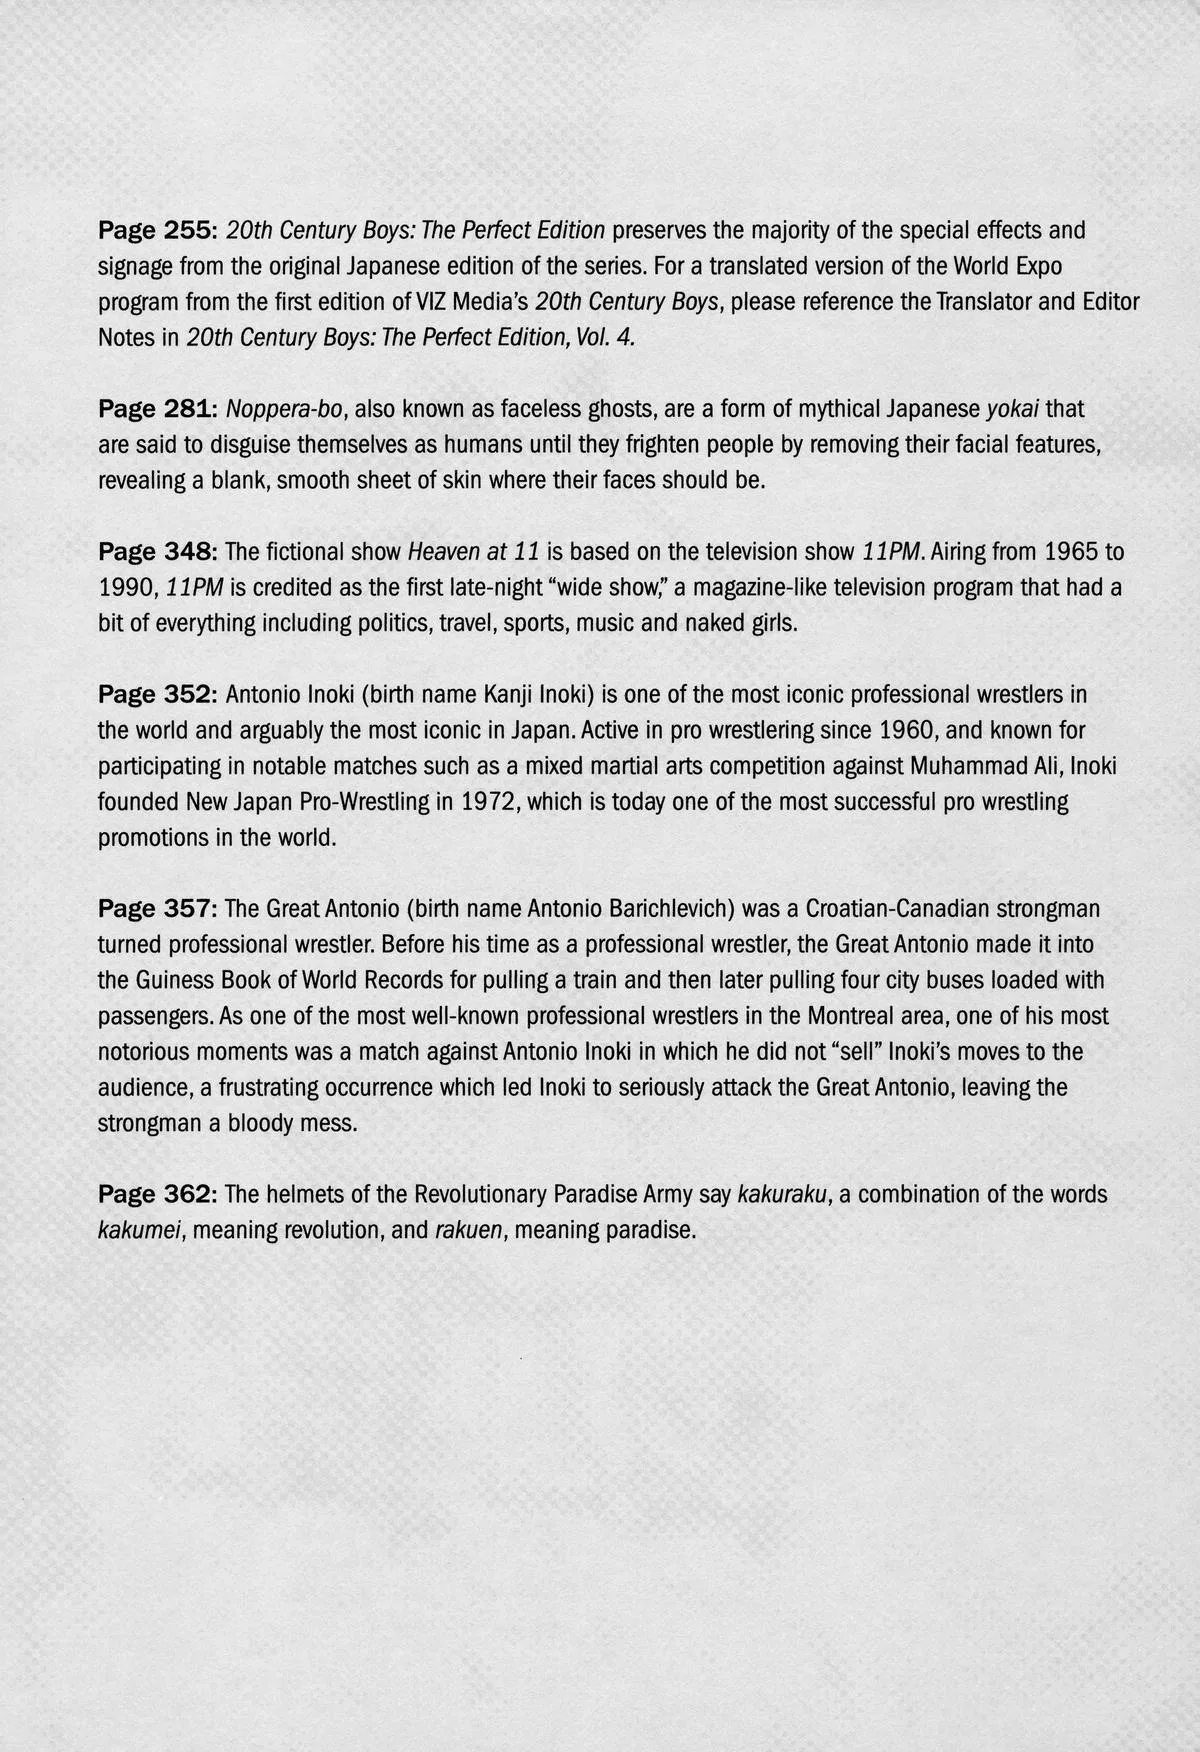 Page 255: 20th Century Boys: The Perfect Edition preserves the majority of the special effects and
signage from the original Japanese edition of the series. For a translated version of the World Expo
program from the first edition of VIZ Media’s 20th Century Boys, please reference the Translator and Editor
Notes in 20th Century Boys: The Perfect Edition, Vol. 4.
Page 281: Noppera-bo, also known as faceless ghosts, are a form of mythical Japanese yokai that
are said to disguise themselves as humans until they frighten people by removing their facial features,
revealing a blank, smooth sheet of skin where their faces should be.
Page 348: The fictional show Heaven at 11 is based on the television show 11PM. Airing from 1965 to
1990, 11PM is credited as the first late-night “wide show,” a magazine-like television program that had a
bit of everything including politics, travel, sports, music and naked girls.
Page 352: Antonio Inoki (birth name Kanji Inoki) is one of the most iconic professional wrestlers in
the world and arguably the most iconic in Japan. Active in pro wrestlering since 1960, and known for
participating in notable matches such as a mixed martial arts competition against Muhammad Ali, Inoki
founded New Japan Pro-Wrestling in 1972, which is today one of the most successful pro wrestling
promotions in the world.
Page 357: The Great Antonio (birth name Antonio Barichlevich) was a Croatian-Canadian strongman
turned professional wrestler. Before his time as a professional wrestler, the Great Antonio made it into
the Guiness Book of World Records for pulling a train and then later pulling four city buses loaded with
passengers. As one of the most well-known professional wrestlers in the Montreal area, one of his most
notorious moments was a match against Antonio Inoki in which he did not “sell” Inoki’s moves to the
audience, a frustrating occurrence which led Inoki to seriously attack the Great Antonio, leaving the
strongman a bloody mess.
Page 362: The helmets of the Revolutionary Paradise Army say kakuraku, a combination of the words
kakumei, meaning revolution, and rakuen, meaning paradise.